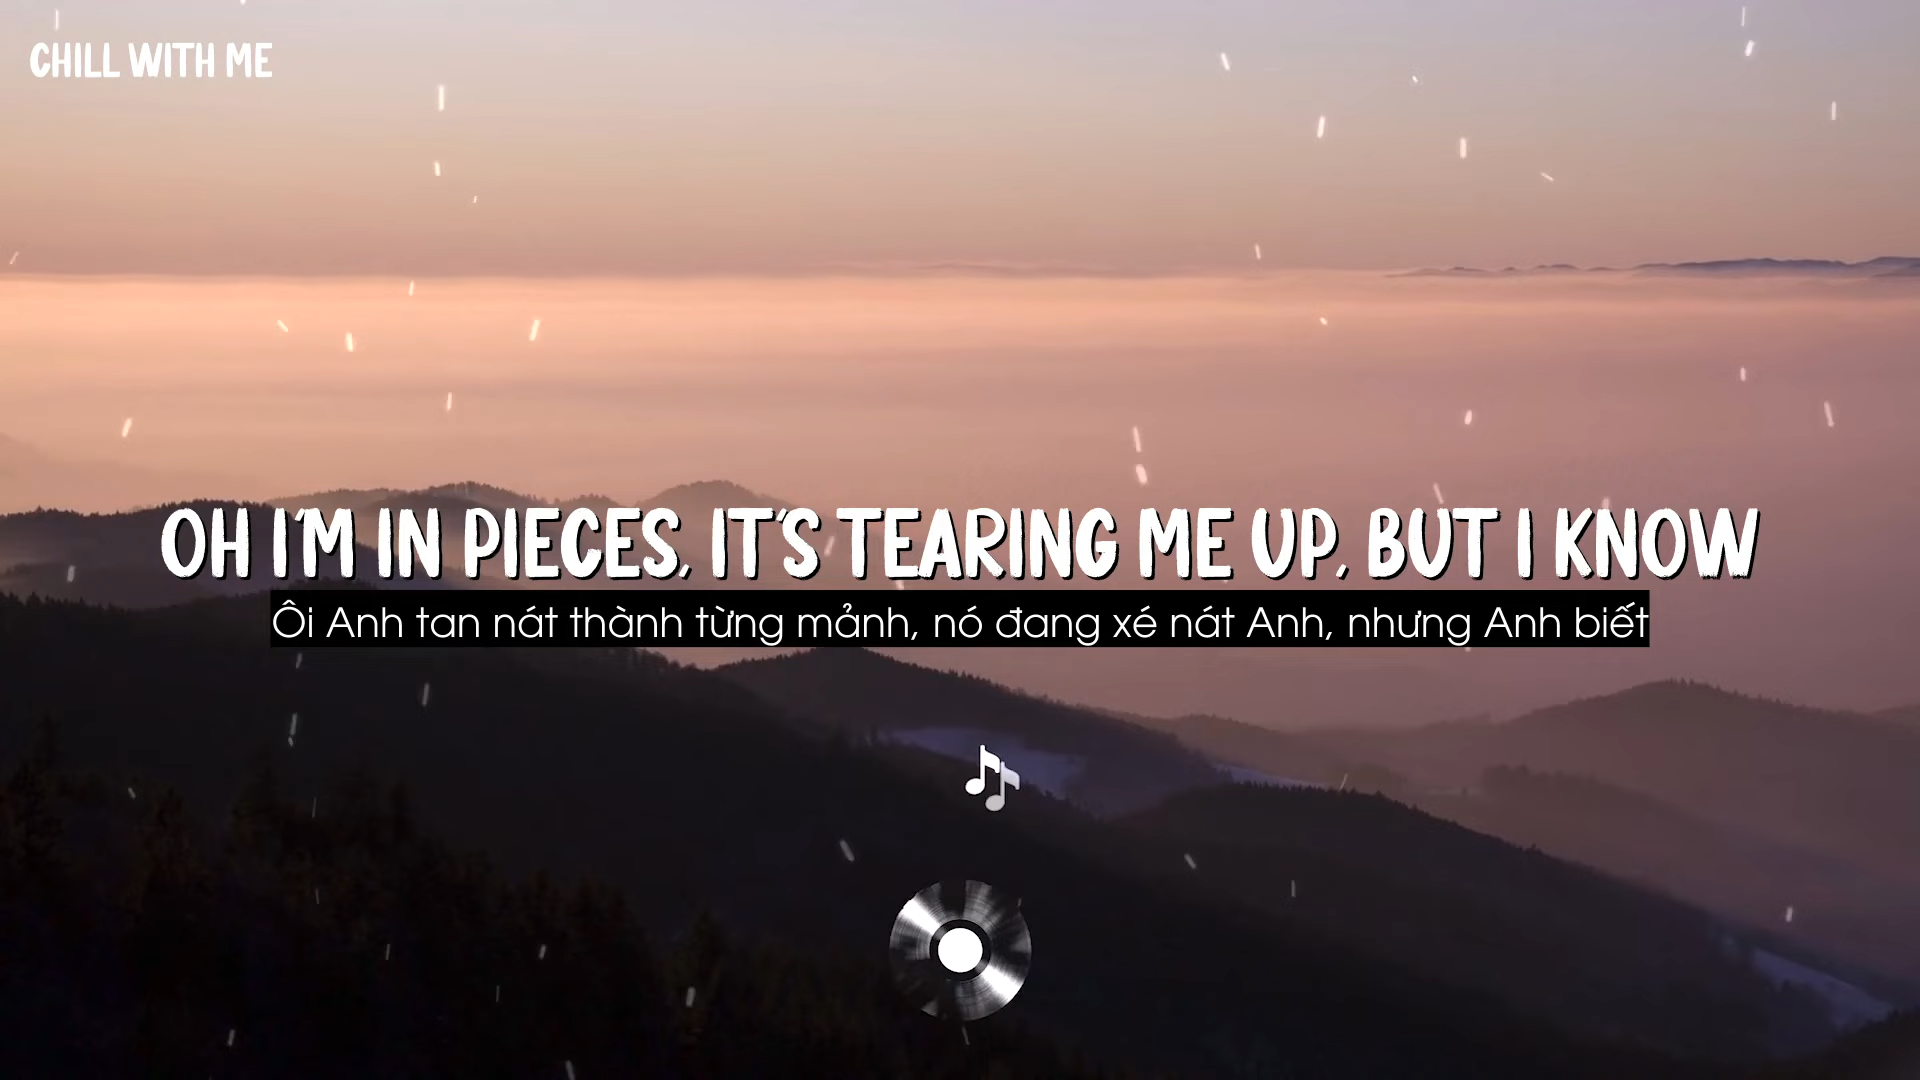 CHILL WITH ME
OH I'M IN PIECES, IT'S TEARING ME UP, BUT I KNOW
Ôi Anh tan nát thành từng mảnh, nó đang xé nát Anh, nhưng Anh biết